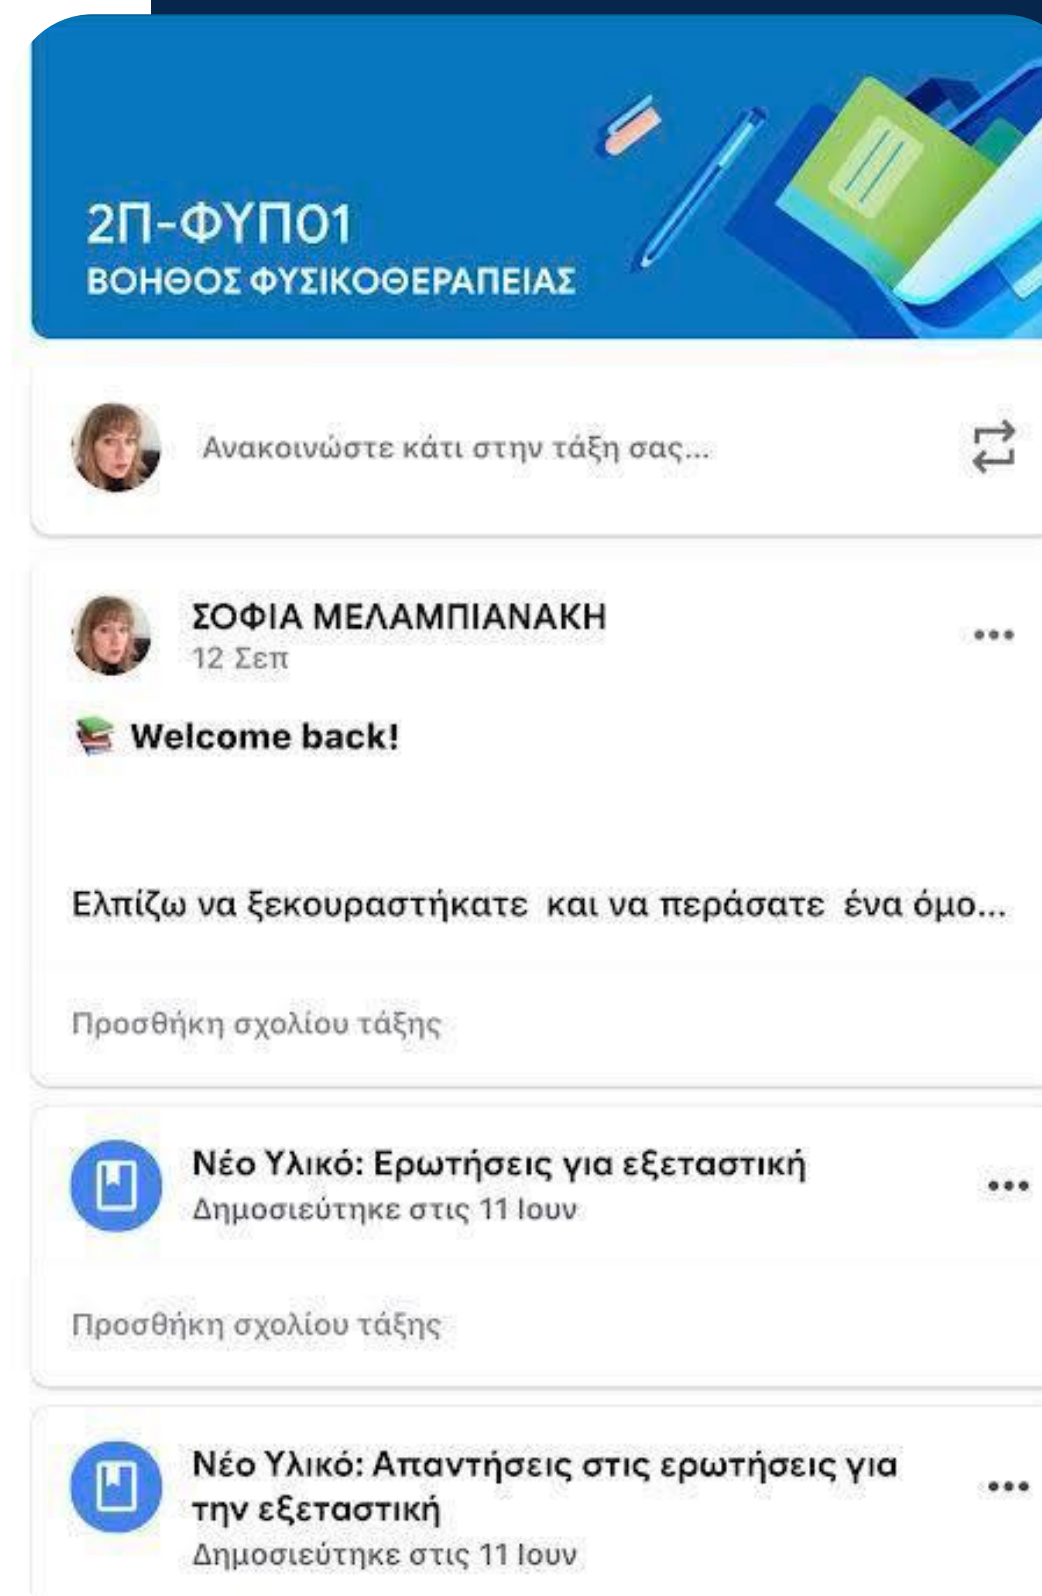 2Π-ΦΥΠ01
ΒΟΗΘΟΣ ΦΥΣΙΚΟΘΕΡΑΠΕΙΑΣ
Ανακοινώστε κάτι στην τάξη σας...
ΣΟΦΙΑ ΜΕΛΑΜΠΙΑΝΑΚΗ
12 Σεπ
📚 Welcome back!
Ελπίζω να ξεκουραστήκατε και να περάσατε ένα όμο...
Προσθήκη σχολίου τάξης
Νέο Υλικό: Ερωτήσεις για εξεταστική
Δημοσιεύτηκε στις 11 Ιουν
Προσθήκη σχολίου τάξης
Νέο Υλικό: Απαντήσεις στις ερωτήσεις για
την εξεταστική
Δημοσιεύτηκε στις 11 Ιουν